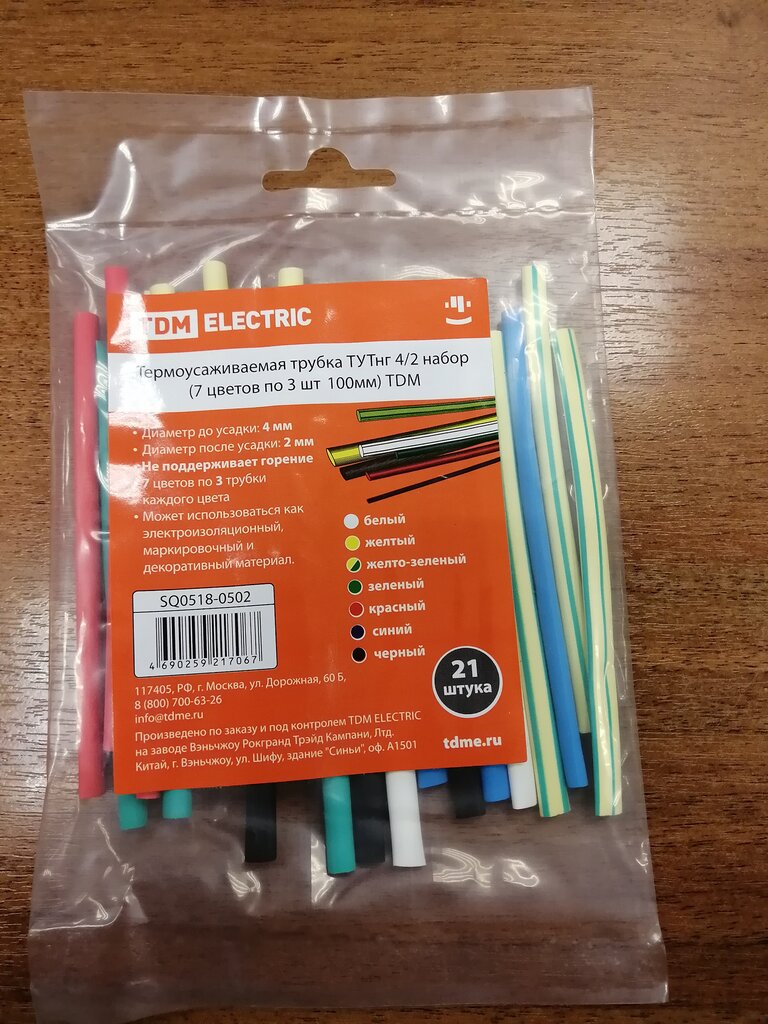 TDM ELECTRIC
Термоусаживаемая трубка ТУТнг 4/2 набор
(7 цветов по 3 шт 100мм) TDM
• Диаметр до усадки: 4 мм
• Диаметр после усадки: 2 мм
Не поддерживает горение
7 цветов по 3 трубки
каждого цвета
• Может использоваться как
электроизоляционный,
маркировочный и
декоративный материал.
белый
желтый
желто-зеленый
зеленый
красный
синий
черный
SQ0518-0502
4 690259 217067
21
штука
117405, РФ, г. Москва, ул. Дорожная, 60 Б,
8 (800) 700-63-26
info@tdme.ru
Произведено по заказу и под контролем TDM ELECTRIC
на заводе Вэньчжоу Рокгранд Трэйд Кампани, Лтд.
Китай, г. Вэньчжоу, ул. Шифу, здание "Синьи", оф. А1501
tdme.ru